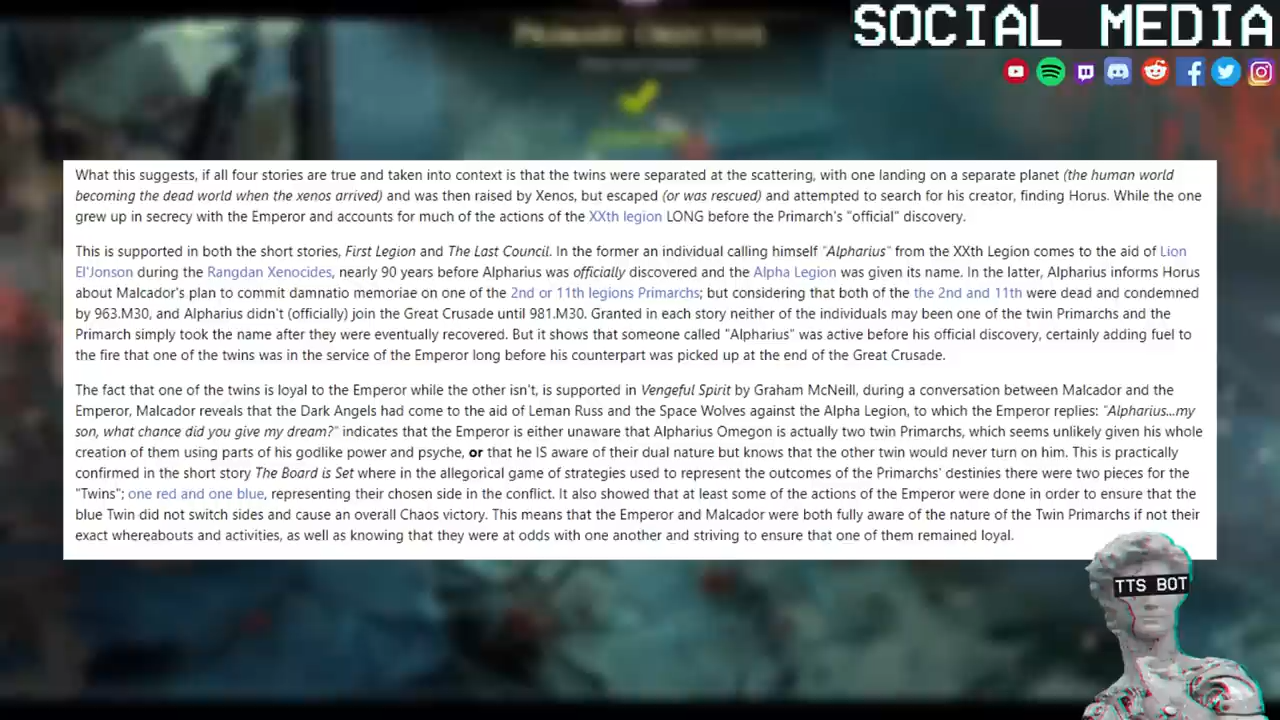 SOCIAL MEDIA
What this suggests, if all four stories are true and taken into context is that the twins were separated at the scattering, with one landing on a separate planet (the human world
becoming the dead world when the xenos arrived) and was then raised by Xenos, but escaped (or was rescued) and attempted to search for his creator, finding Horus. While the one
grew up in secrecy with the Emperor and accounts for much of the actions of the XXth legion LONG before the Primarch's "official" discovery.
This is supported in both the short stories, First Legion and The Last Council. In the former an individual calling himself "Alpharius" from the XXth Legion comes to the aid of Lion
El'Jonson during the Rangdan Xenocides, nearly 90 years before Alpharius was officially discovered and the Alpha Legion was given its name. In the latter, Alpharius informs Horus
about Malcador's plan to commit damnatio memoriae on one of the 2nd or 11th legions Primarchs; but considering that both of the the 2nd and 11th were dead and condemned
by 963.M30, and Alpharius didn't (officially) join the Great Crusade until 981.M30. Granted in each story neither of the individuals may been one of the twin Primarchs and the
Primarch simply took the name after they were eventually recovered. But it shows that someone called "Alpharius" was active before his official discovery, certainly adding fuel to
the fire that one of the twins was in the service of the Emperor long before his counterpart was picked up at the end of the Great Crusade.
The fact that one of the twins is loyal to the Emperor while the other isn't, is supported in Vengeful Spirit by Graham McNeill, during a conversation between Malcador and the
Emperor, Malcador reveals that the Dark Angels had come to the aid of Leman Russ and the Space Wolves against the Alpha Legion, to which the Emperor replies: "Alpharius...my
son, what chance did you give my dream?" indicates that the Emperor is either unaware that Alpharius Omegon is actually two twin Primarchs, which seems unlikely given his whole
creation of them using parts of his godlike power and psyche, or that he IS aware of their dual nature but knows that the other twin would never turn on him. This is practically
confirmed in the short story The Board is Set where in the allegorical game of strategies used to represent the outcomes of the Primarchs' destinies there were two pieces for the
"Twins"; one red and one blue, representing their chosen side in the conflict. It also showed that at least some of the actions of the Emperor were done in order to ensure that the
blue Twin did not switch sides and cause an overall Chaos victory. This means that the Emperor and Malcador were both fully aware of the nature of the Twin Primarchs if not their
exact whereabouts and activities, as well as knowing that they were at odds with one another and striving to ensure that one of them remained loyal.
TTS BOT